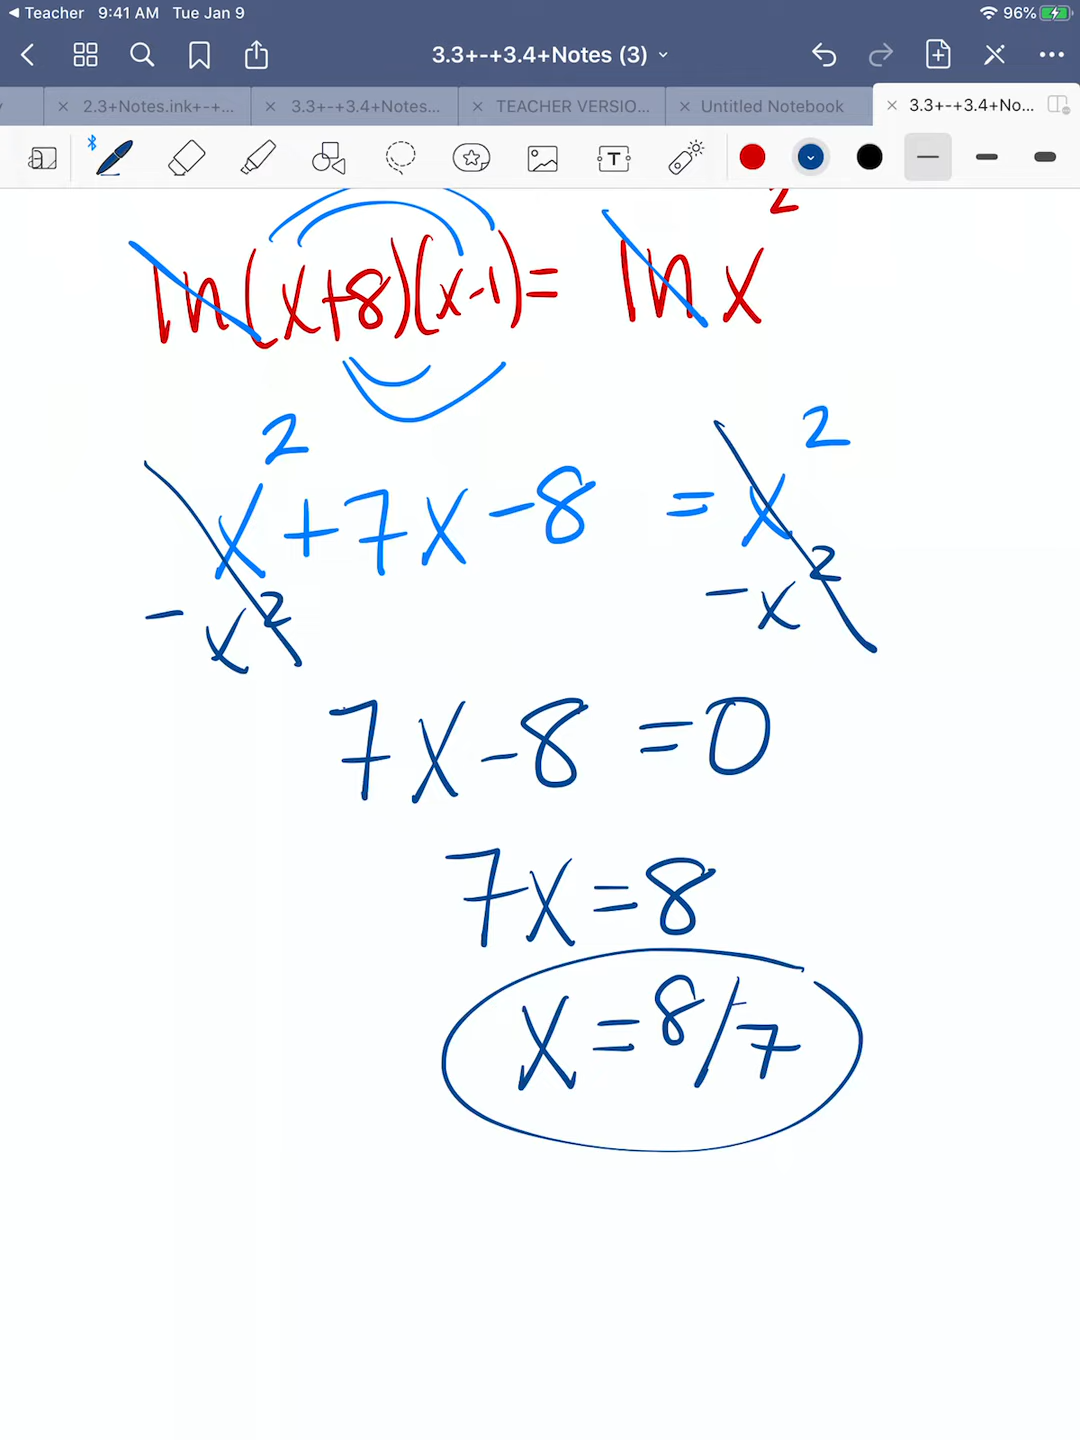 Teacher 9:41 AM Tue Jan 9 96%
3.3+-+3.4+Notes (3)
2.3+Notes.ink+-+... 3.3+-+3.4+Notes... TEACHER VERSIO... Untitled Notebook 3.3+-+3.4+No...
T
ln(x+8)(x-1)= ln x²
x²+7x-8 = x²
-x² -x²
7x-8=0
7x=8
x=8/7